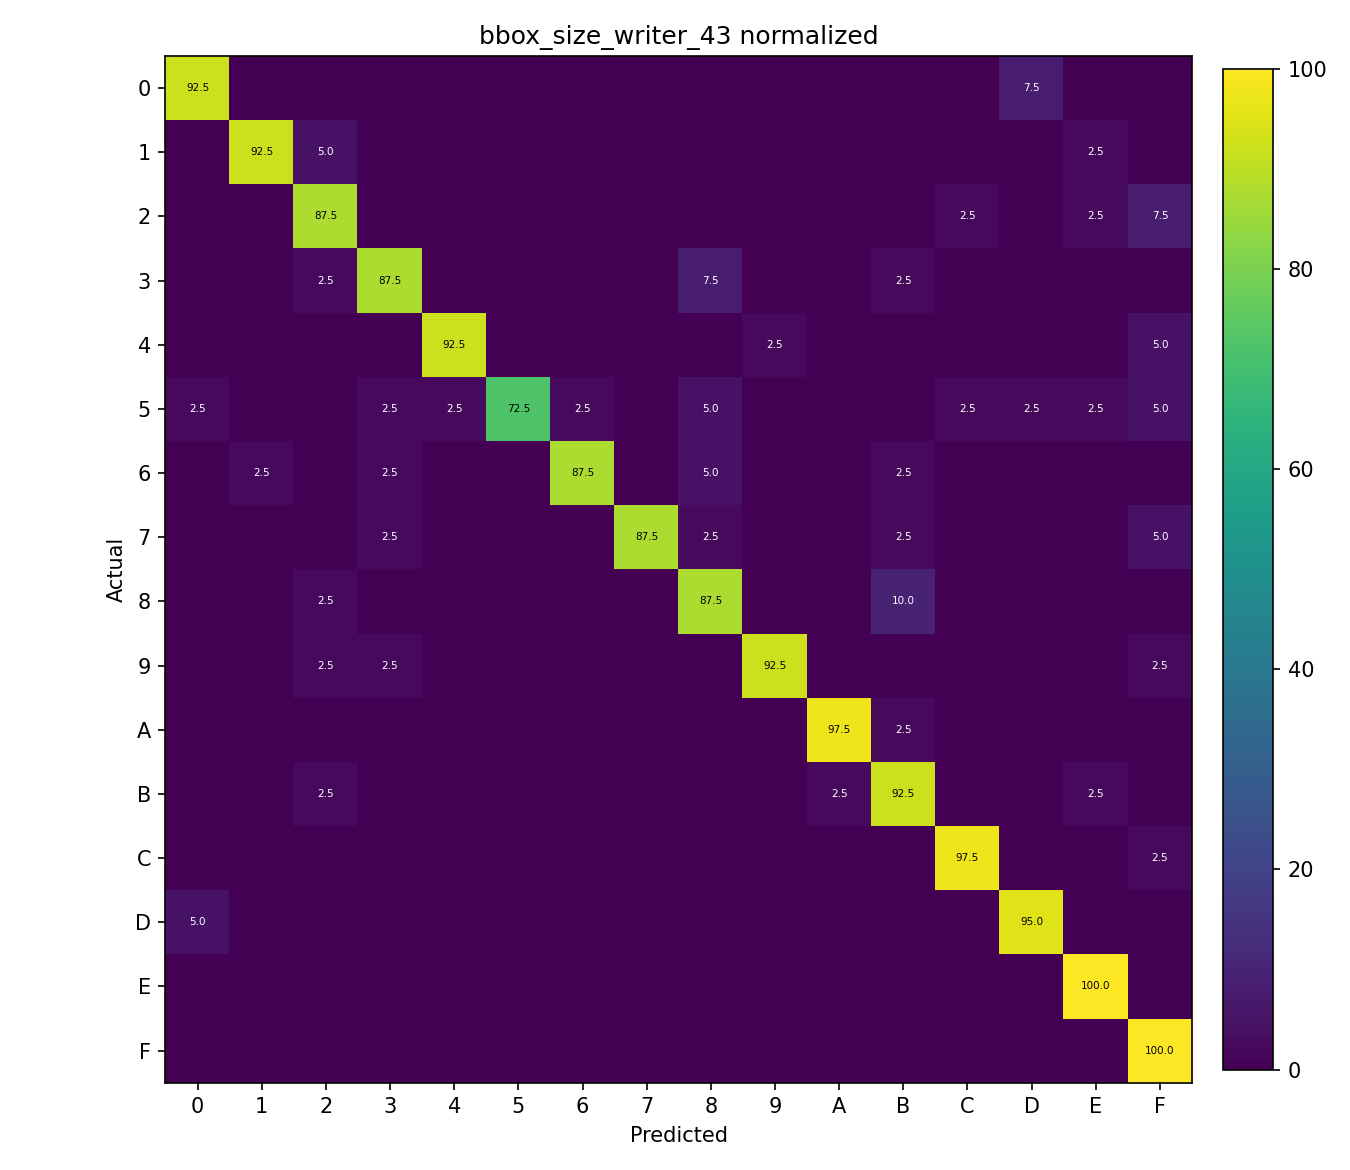 bbox_size_writer_43 normalized
0 92.5 7.5
1 92.5 5.0 2.5
2 87.5 2.5 2.5 7.5
3 2.5 87.5 7.5 2.5
4 92.5 2.5 5.0
5 2.5 2.5 2.5 72.5 2.5 5.0 2.5 2.5 2.5 5.0
6 2.5 2.5 87.5 5.0 2.5
7 2.5 87.5 2.5 2.5 5.0
8 2.5 87.5 10.0
9 2.5 2.5 92.5 2.5
A 97.5 2.5
B 2.5 2.5 92.5 2.5
C 97.5 2.5
D 5.0 95.0
E 100.0
F 100.0
0 1 2 3 4 5 6 7 8 9 A B C D E F
Predicted
Actual
100
80
60
40
20
0